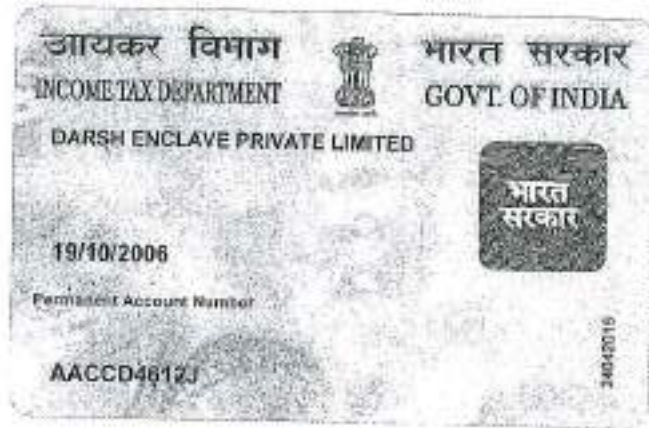 आयकर विभाग
INCOME TAX DEPARTMENT
भारत सरकार
GOVT. OF INDIA
DARSH ENCLAVE PRIVATE LIMITED
भारत
सरकार
19/10/2006
Permanent Account Number
AACCD4612J
24042015